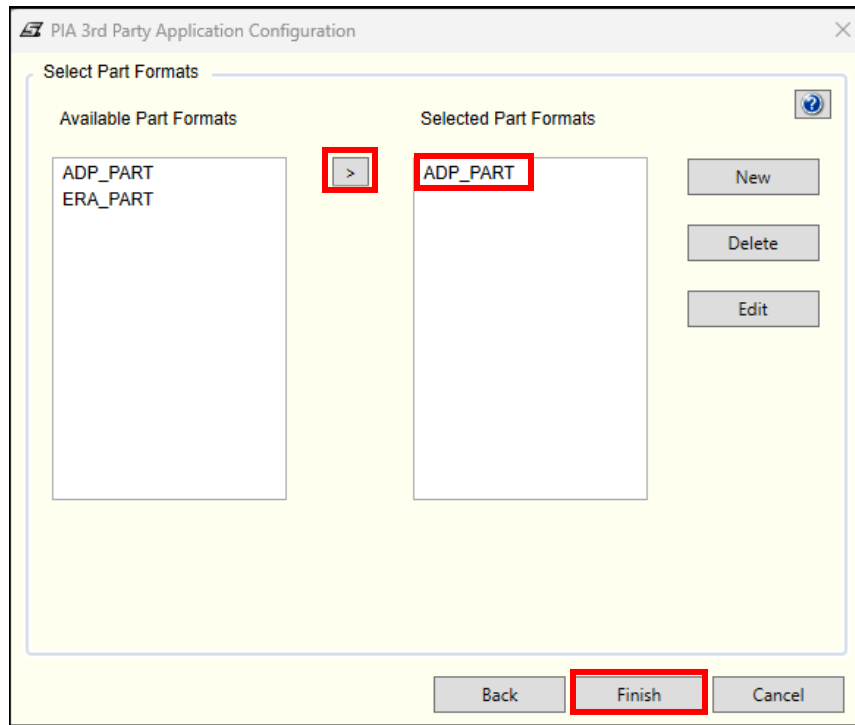 PIA 3rd Party Application Configuration
Select Part Formats
Available Part Formats
Selected Part Formats
ADP_PART
ERA_PART
>
ADP_PART
New
Delete
Edit
Back
Finish
Cancel